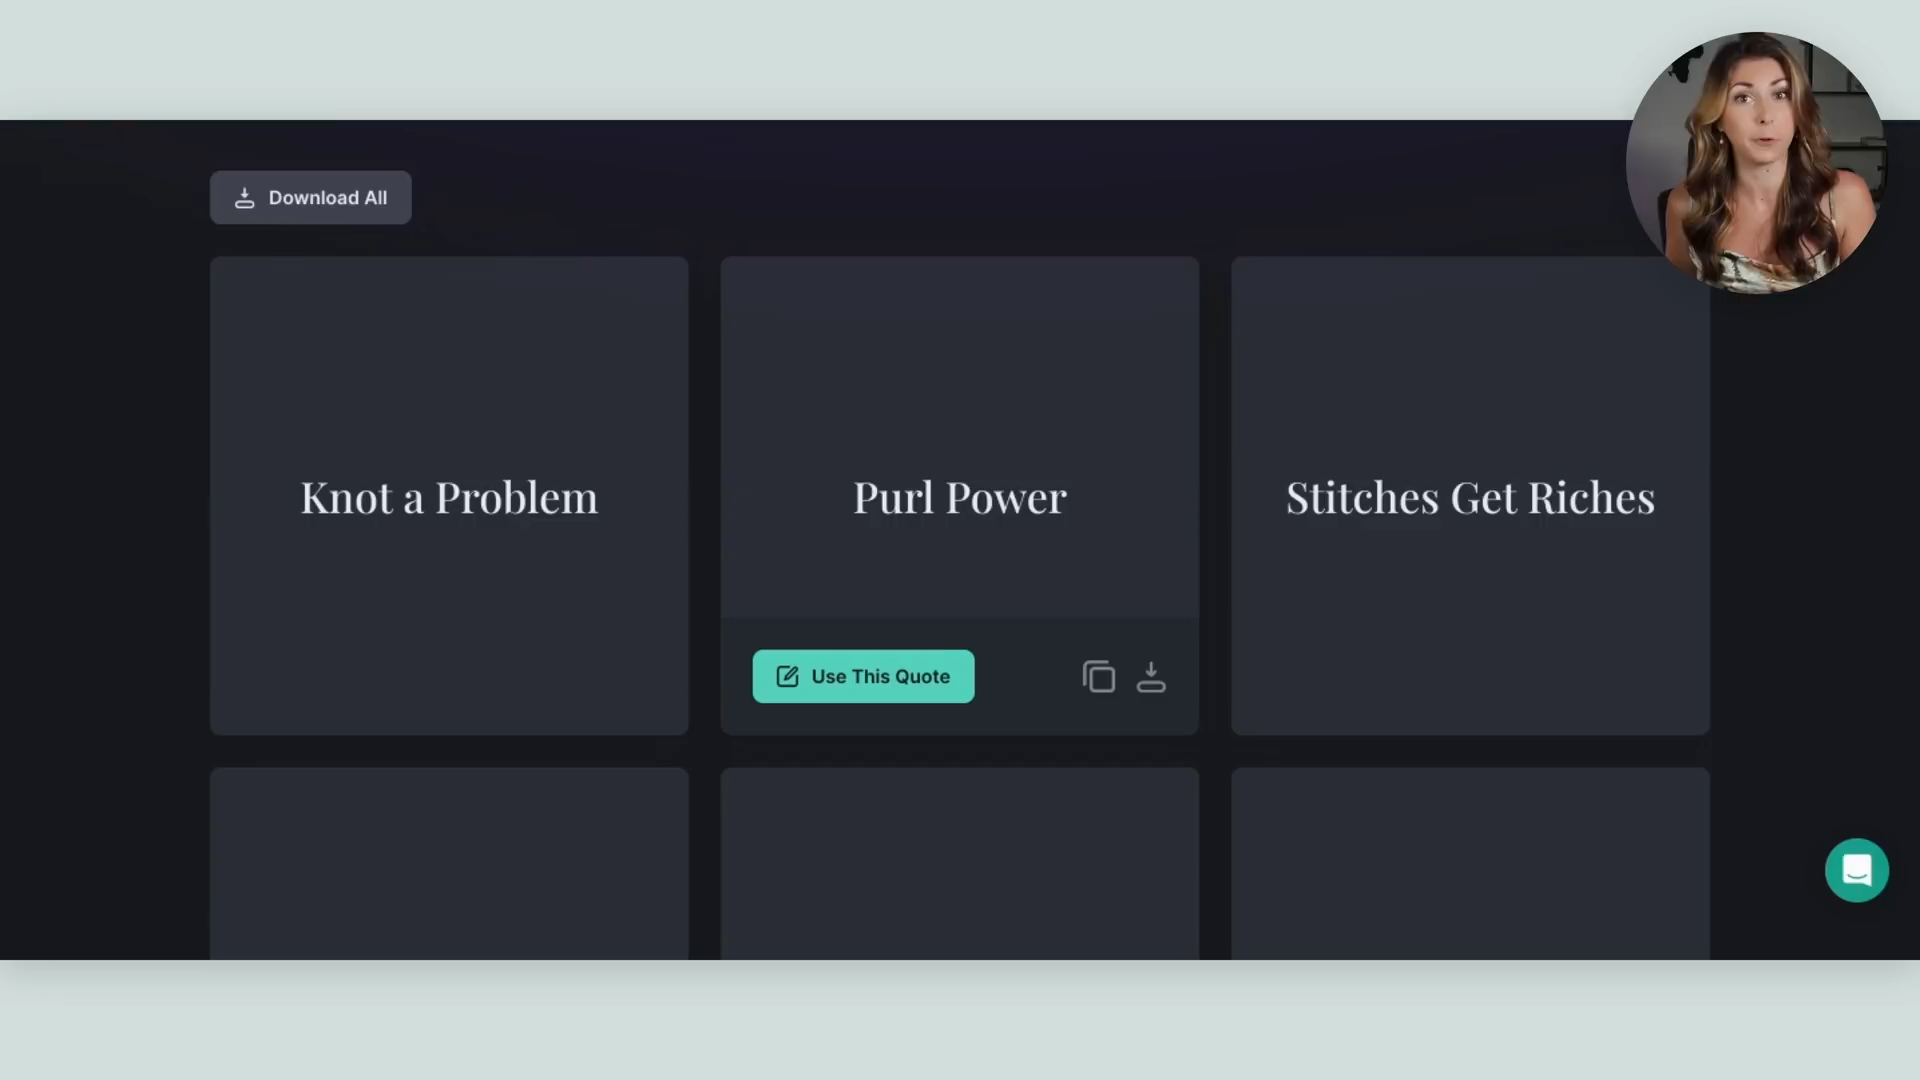 Download All
Knot a Problem
Purl Power
Stitches Get Riches
Use This Quote